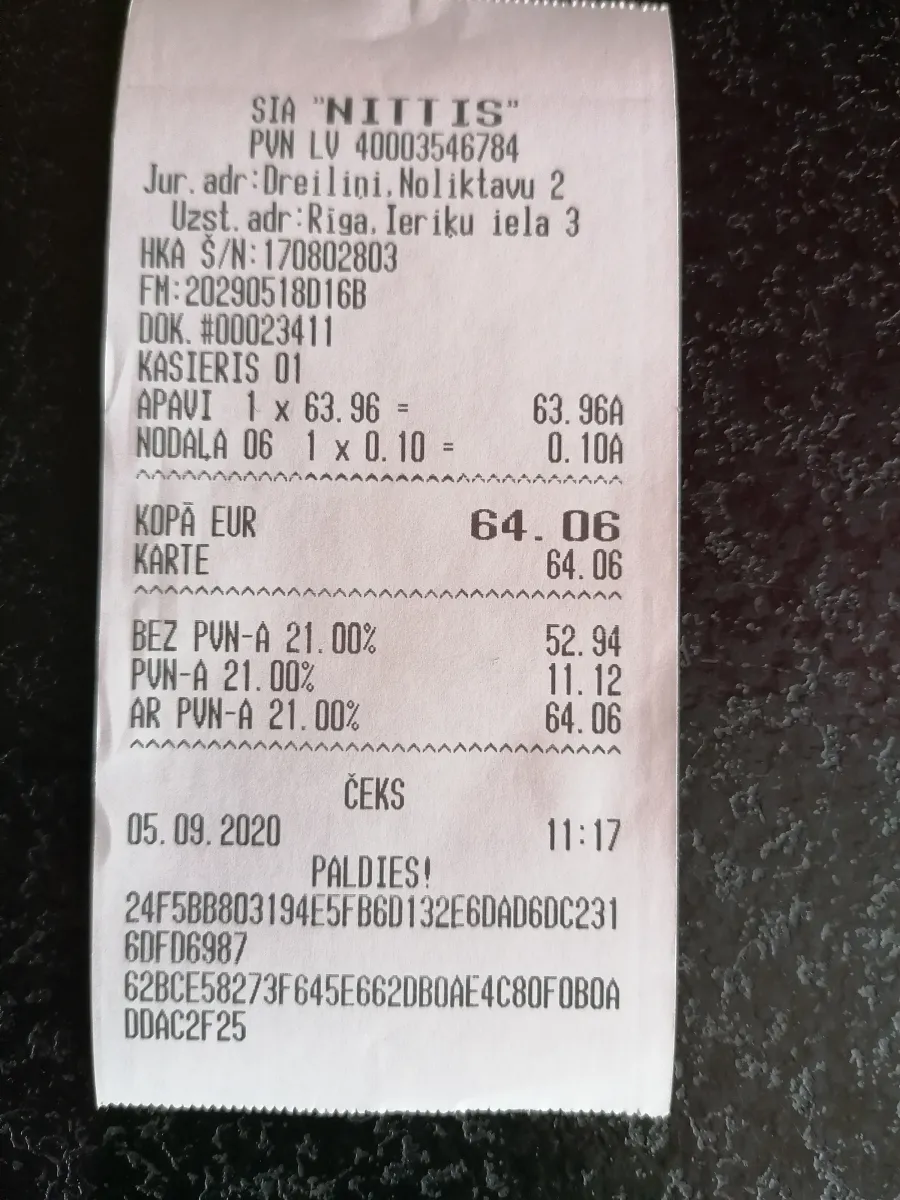 SIA "NITTIS"
PVN LV 40003546784
Jur. adr:Dreiliņi.Noliktavu 2
Uzst. adr:Rīga. Ieriķu iela 3
HKA Š/N:170802803
FM:20290518D16B
DOK. #00023411
KASIERIS 01
APAVI 1 x 63.96 = 63.96A
NODAĻA 06 1 x 0.10 = 0.10A
KOPĀ EUR 64.06
KARTE 64.06
BEZ PVN-A 21.00% 52.94
PVN-A 21.00% 11.12
AR PVN-A 21.00% 64.06
ČEKS
05.09.2020 11:17
PALDIES!
24F5BB803194E5FB6D132E6DAD6DC231
6DFD6987
62BCE58273F645E662DB0AE4C80F0B0A
DDAC2F25